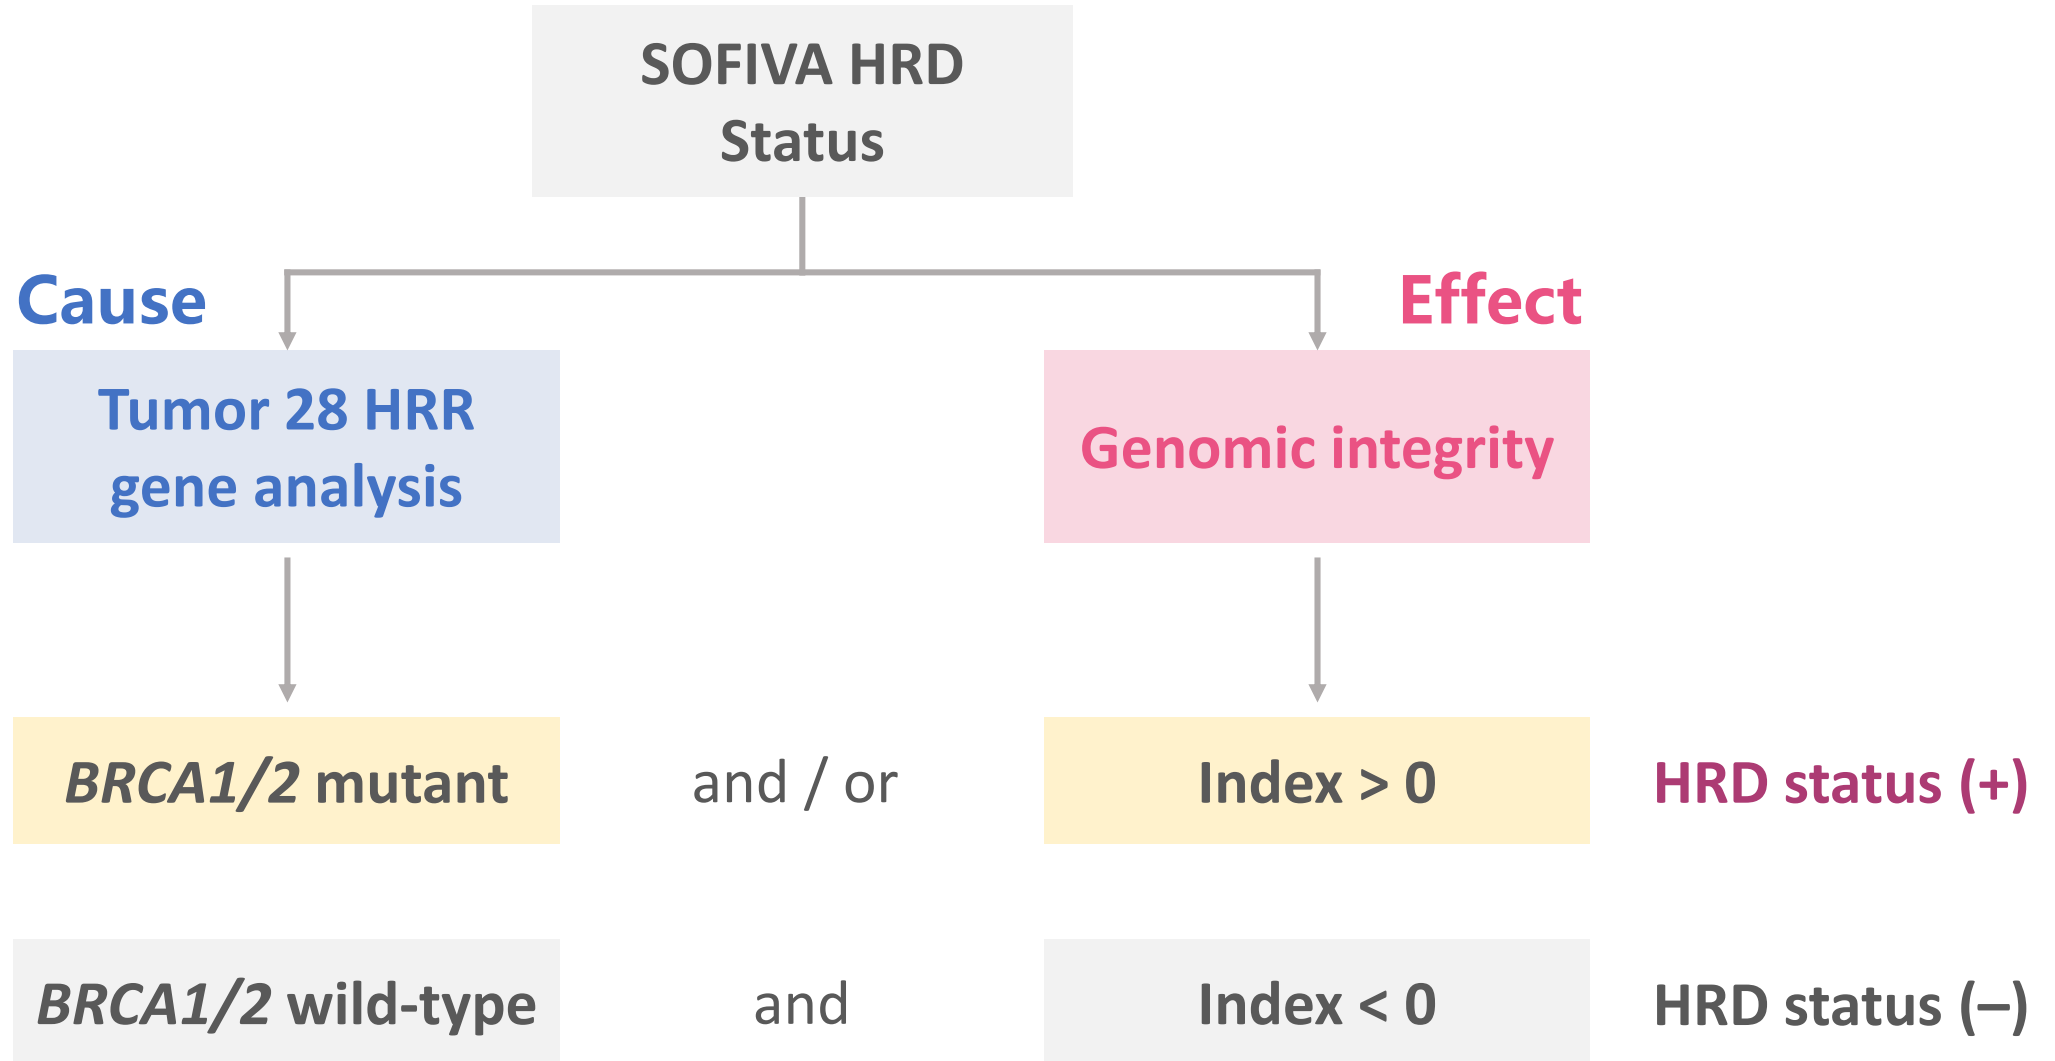 SOFIVA HRD
Status
Cause
Effect
Tumor 28 HRR
gene analysis
Genomic integrity
BRCA1/2 mutant and / or Index > 0 HRD status (+)
BRCA1/2 wild-type and Index < 0 HRD status (–)